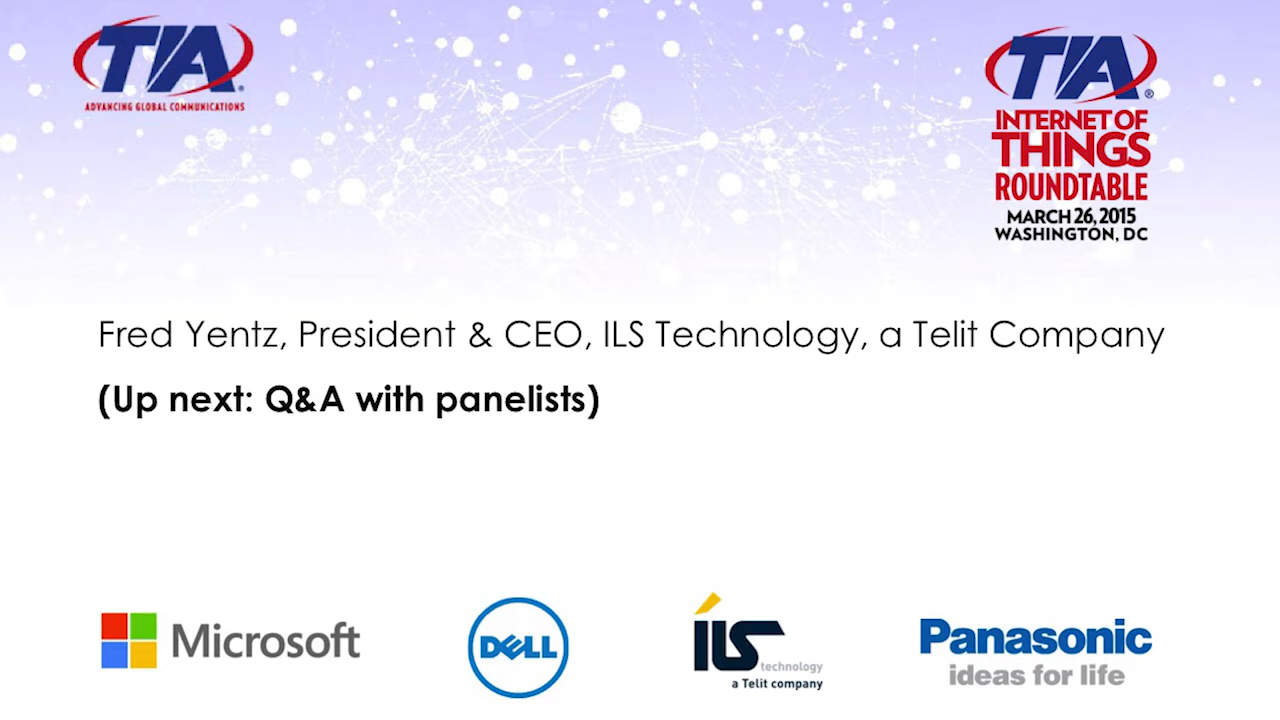 TIA
ADVANCING GLOBAL COMMUNICATIONS
TIA®
INTERNET OF
THINGS
ROUNDTABLE
MARCH 26, 2015
WASHINGTON, DC
Fred Yentz, President & CEO, ILS Technology, a Telit Company
(Up next: Q&A with panelists)
Microsoft
DELL
iLS
technology
a Telit company
Panasonic
ideas for life